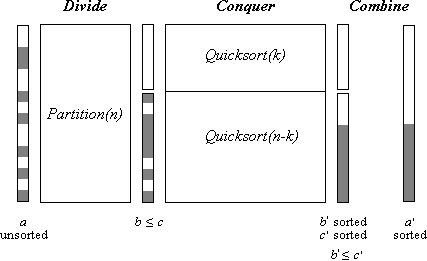 Divide Conquer Combine
Quicksort(k)
Partition(n)
Quicksort(n-k)
a b ≤ c b' sorted a'
unsorted c' sorted sorted
b' ≤ c'